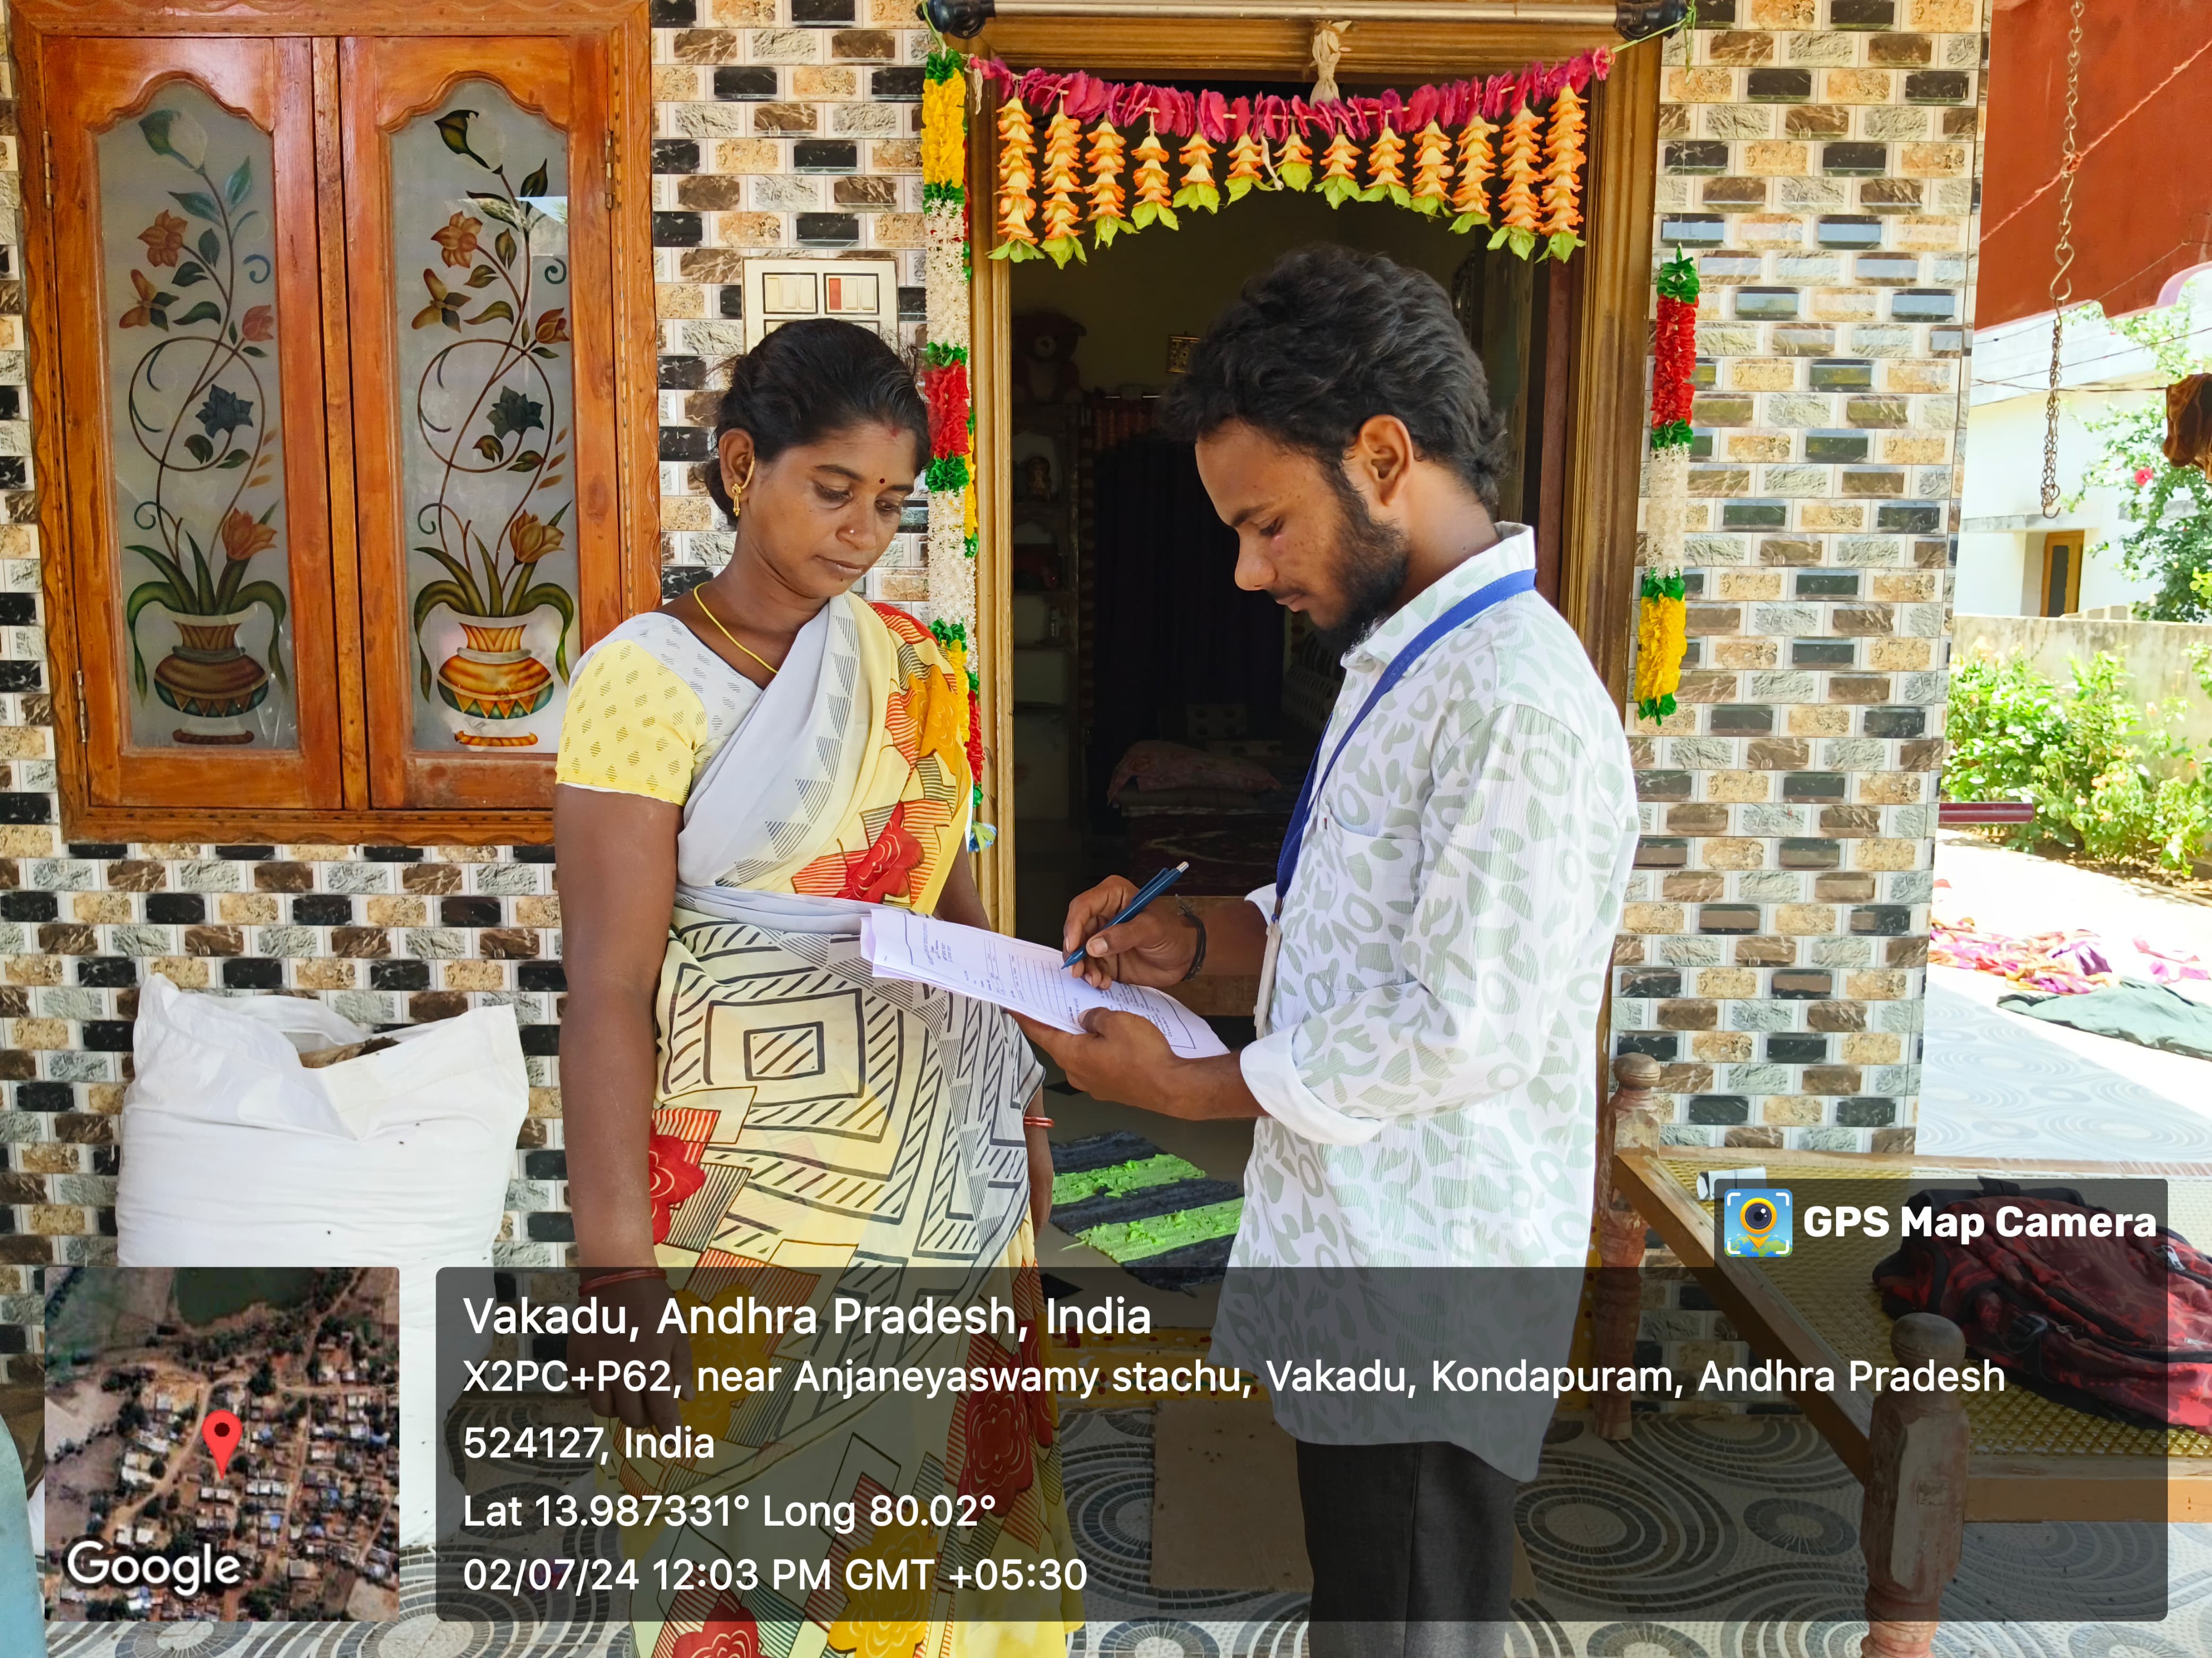 GPS Map Camera
Vakadu, Andhra Pradesh, India
X2PC+P62, near Anjaneyaswamy stachu, Vakadu, Kondapuram, Andhra Pradesh
524127, India
Lat 13.987331° Long 80.02°
02/07/24 12:03 PM GMT +05:30
Google